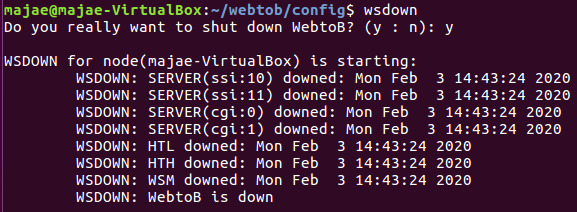 majae@majae-VirtualBox:~/webtob/config$ wsdown
Do you really want to shut down WebtoB? (y : n): y
WSDOWN for node(majae-VirtualBox) is starting:
WSDOWN: SERVER(ssi:10) downed: Mon Feb  3 14:43:24 2020
WSDOWN: SERVER(ssi:11) downed: Mon Feb  3 14:43:24 2020
WSDOWN: SERVER(cgi:0) downed: Mon Feb  3 14:43:24 2020
WSDOWN: SERVER(cgi:1) downed: Mon Feb  3 14:43:24 2020
WSDOWN: HTL downed: Mon Feb  3 14:43:24 2020
WSDOWN: HTH downed: Mon Feb  3 14:43:24 2020
WSDOWN: WSM downed: Mon Feb  3 14:43:24 2020
WSDOWN: WebtoB is down